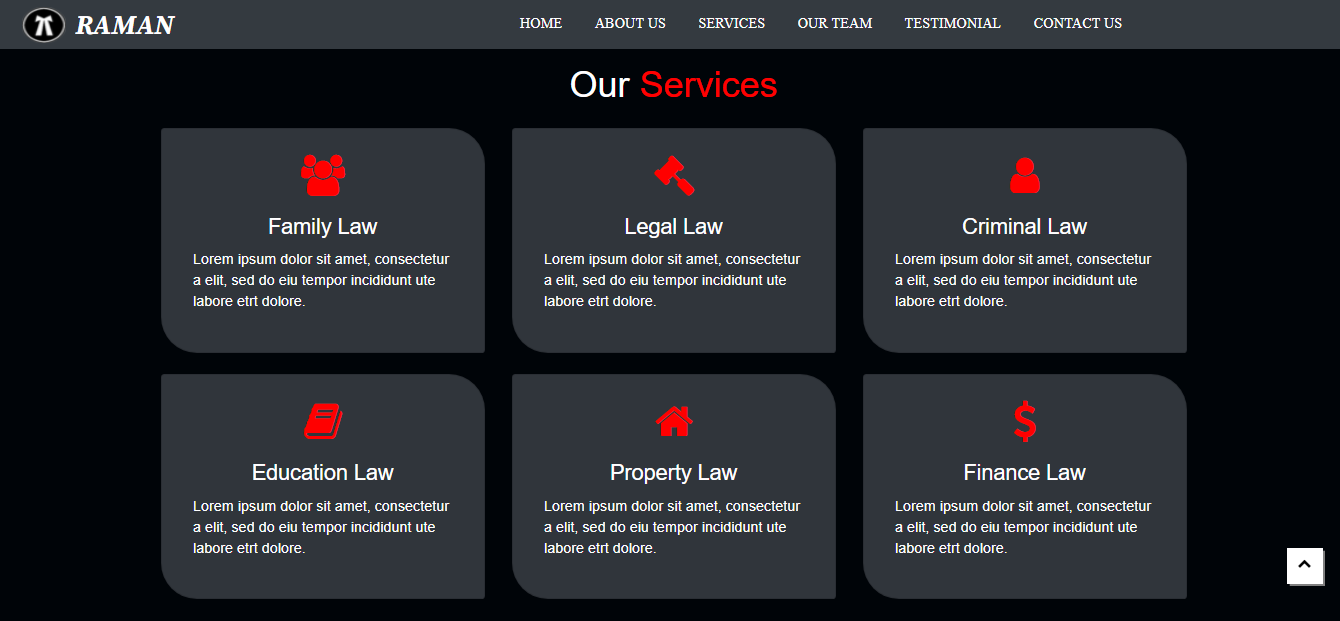 RAMAN
HOME ABOUT US SERVICES OUR TEAM TESTIMONIAL CONTACT US
Our Services
Family Law
Lorem ipsum dolor sit amet, consectetur
a elit, sed do eiu tempor incididunt ute
labore etrt dolore.
Legal Law
Lorem ipsum dolor sit amet, consectetur
a elit, sed do eiu tempor incididunt ute
labore etrt dolore.
Criminal Law
Lorem ipsum dolor sit amet, consectetur
a elit, sed do eiu tempor incididunt ute
labore etrt dolore.
Education Law
Lorem ipsum dolor sit amet, consectetur
a elit, sed do eiu tempor incididunt ute
labore etrt dolore.
Property Law
Lorem ipsum dolor sit amet, consectetur
a elit, sed do eiu tempor incididunt ute
labore etrt dolore.
Finance Law
Lorem ipsum dolor sit amet, consectetur
a elit, sed do eiu tempor incididunt ute
labore etrt dolore.